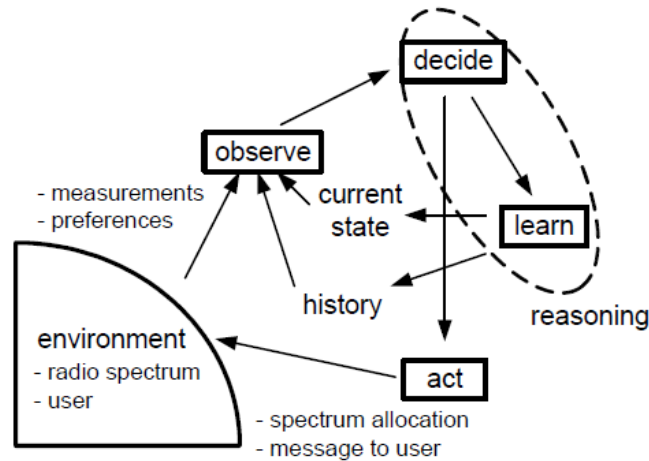 decide
observe
- measurements
- preferences
current
state
learn
history
reasoning
environment
- radio spectrum
- user
act
- spectrum allocation
- message to user